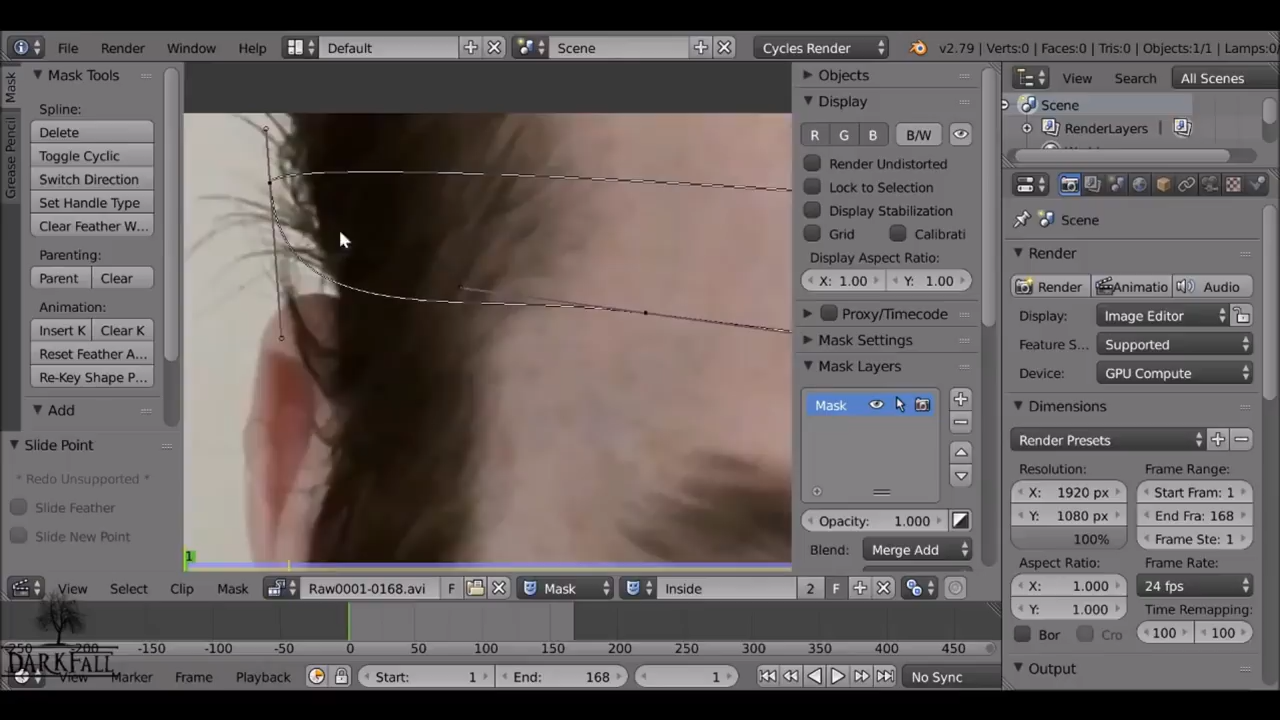 File Render Window Help Default Scene Cycles Render v2.79 | Verts:0 | Faces:0 | Tris:0 | Objects:1/1 | Lamps:0/
Mask
Grease Pencil
Mask Tools
Spline:
Delete
Toggle Cyclic
Switch Direction
Set Handle Type
Clear Feather W...
Parenting:
Parent Clear
Animation:
Insert K Clear K
Reset Feather A...
Re-Key Shape P...
Add
Slide Point
* Redo Unsupported *
Slide Feather
Slide New Point
1
Objects
Display
R G B B/W
Render Undistorted
Lock to Selection
Display Stabilization
Grid Calibrati
Display Aspect Ratio:
X: 1.00 Y: 1.00
Proxy/Timecode
Mask Settings
Mask Layers
Mask
Opacity: 1.000
Blend: Merge Add
View Search All Scenes
Scene
RenderLayers
Scene
Render
Render Animatio Audio
Display: Image Editor
Feature S... Supported
Device: GPU Compute
Dimensions
Render Presets
Resolution: Frame Range:
X: 1920 px Start Fram: 1
Y: 1080 px End Fra: 168
100% Frame Ste: 1
Aspect Ratio: Frame Rate:
X: 1.000 24 fps
Y: 1.000 Time Remapping:
Bor Cro 100 100
Output
View Select Clip Mask Raw0001-0168.avi F Mask Inside 2 F
-250 -200 -150 -100 -50 0 50 100 150 200 250 300 350 400 450
DARKFALL
View Marker Frame Playback Start: 1 End: 168 1 No Sync